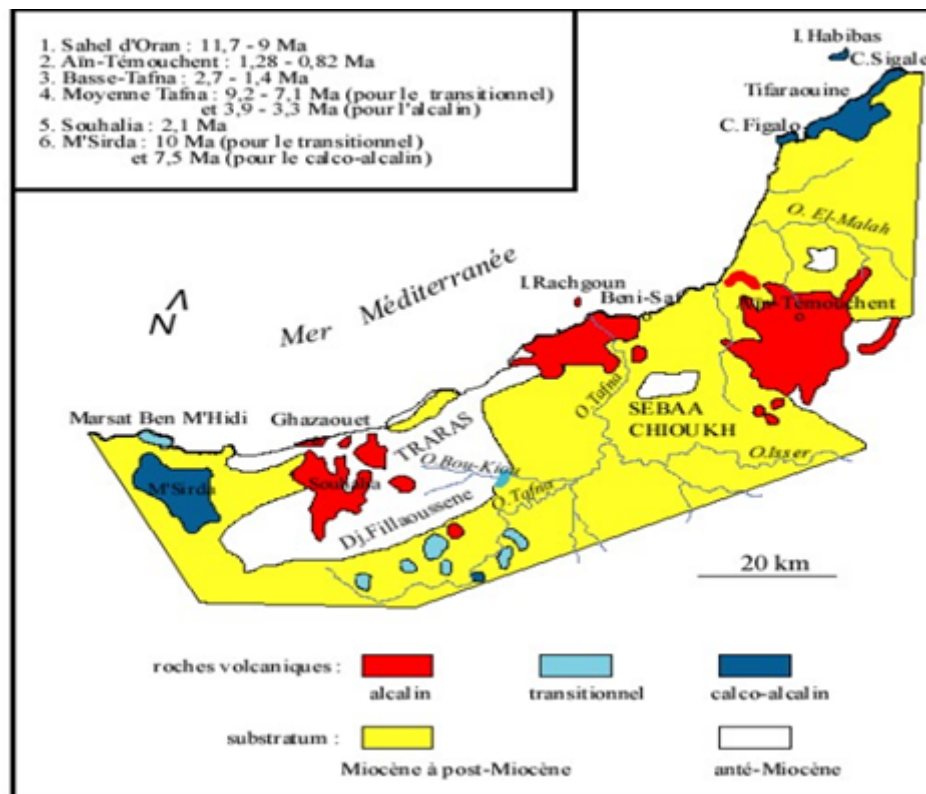 1. Sahel d'Oran : 11,7 - 9 Ma
2. Aïn-Témouchent : 1,28 - 0,82 Ma
3. Basse-Tafna : 2,7 - 1,4 Ma
4. Moyenne Tafna : 9,2 - 7,1 Ma (pour le transitionnel)
et 3,9 - 3,3 Ma (pour l'alcalin)
5. Souhalia : 2,1 Ma
6. M'Sirda : 10 Ma (pour le transitionnel)
et 7,5 Ma (pour le calco-alcalin)
I. Habibas
C. Sigale
Tifaraouine
C. Figalo
O. El-Malah
Mer Méditerranée
N
I. Rachgoun
Beni-Saf
Aïn-Témouchent
O. Tafna
SEBAA
CHIOUKH
O. Isser
Marsat Ben M'Hidi
Ghazaouet
TRARAS
O. Bou-Kiou
M'Sirda
Souhalia
O. Tafna
Dj. Fillaoussene
20 km
roches volcaniques :
alcalin
transitionnel
calco-alcalin
substratum :
Miocène à post-Miocène
anté-Miocène